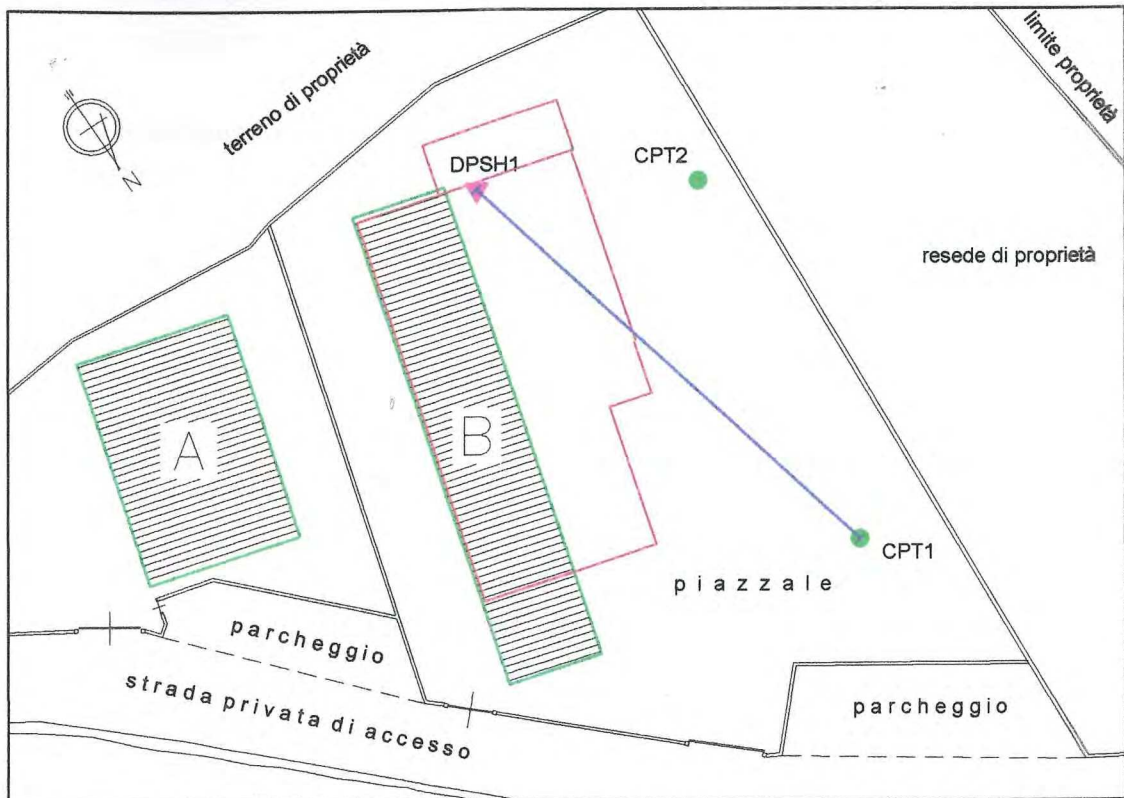 limite proprietà
terreno di proprietà
N
DPSH1
CPT2
resede di proprietà
A
B
CPT1
piazzale
parcheggio
strada privata di accesso
parcheggio